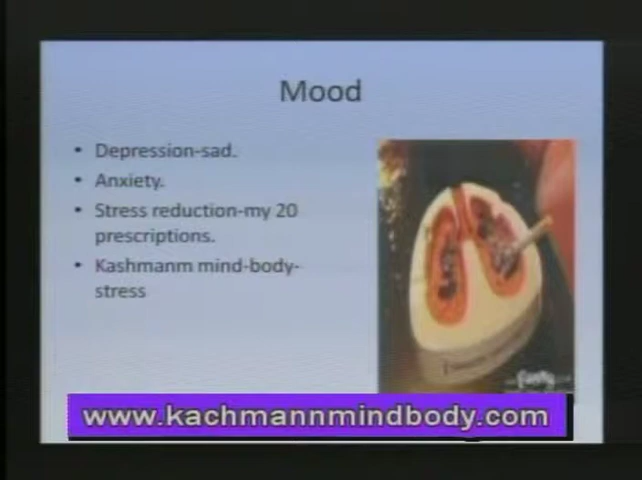 Mood
• Depression-sad.
• Anxiety.
• Stress reduction-my 20
prescriptions.
• Kashmanm mind-body-
stress
www.kachmannmindbody.com